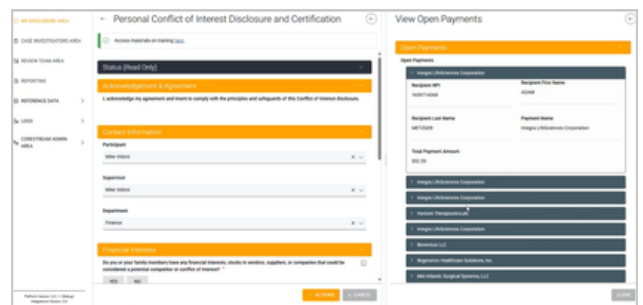 MY DISCLOSURE AREA
CASE INVESTIGATORS AREA
REVIEW TEAM AREA
REPORTING
REFERENCE DATA
LOGS
CORESTREAM ADMIN
AREA
Personal Conflict of Interest Disclosure and Certification
Access materials on training here.
Status (Read Only)
Acknowledgement & Agreement
I, acknowledge my agreement and intent to comply with the principles and safeguards of this Conflict of Interest disclosure.
Contact Information
Participant
Mike Vidoni
Supervisor
Mike Vidoni
Department
Finance
Financial Interests
Do you or your family members have any financial interests, stocks in vendors, suppliers, or companies that could be
considered a potential competitor or conflict of interest? *
YES NO
ACTIONS
CANCEL
View Open Payments
Open Payments
Open Payments
Integra LifeSciences Corporation
Recipient NPI
Recipient First Name
ADAM
Recipient Last Name
Payment Name
METZGER
Integra LifeSciences Corporation
Total Payment Amount
Integra LifeSciences Corporation
Integra LifeSciences Corporation
Horizon Therapeutics plc
Integra LifeSciences Corporation
Bioventus LLC
Regeneron Healthcare Solutions, Inc.
Mid-Atlantic Surgical Systems, LLC
CLOSE